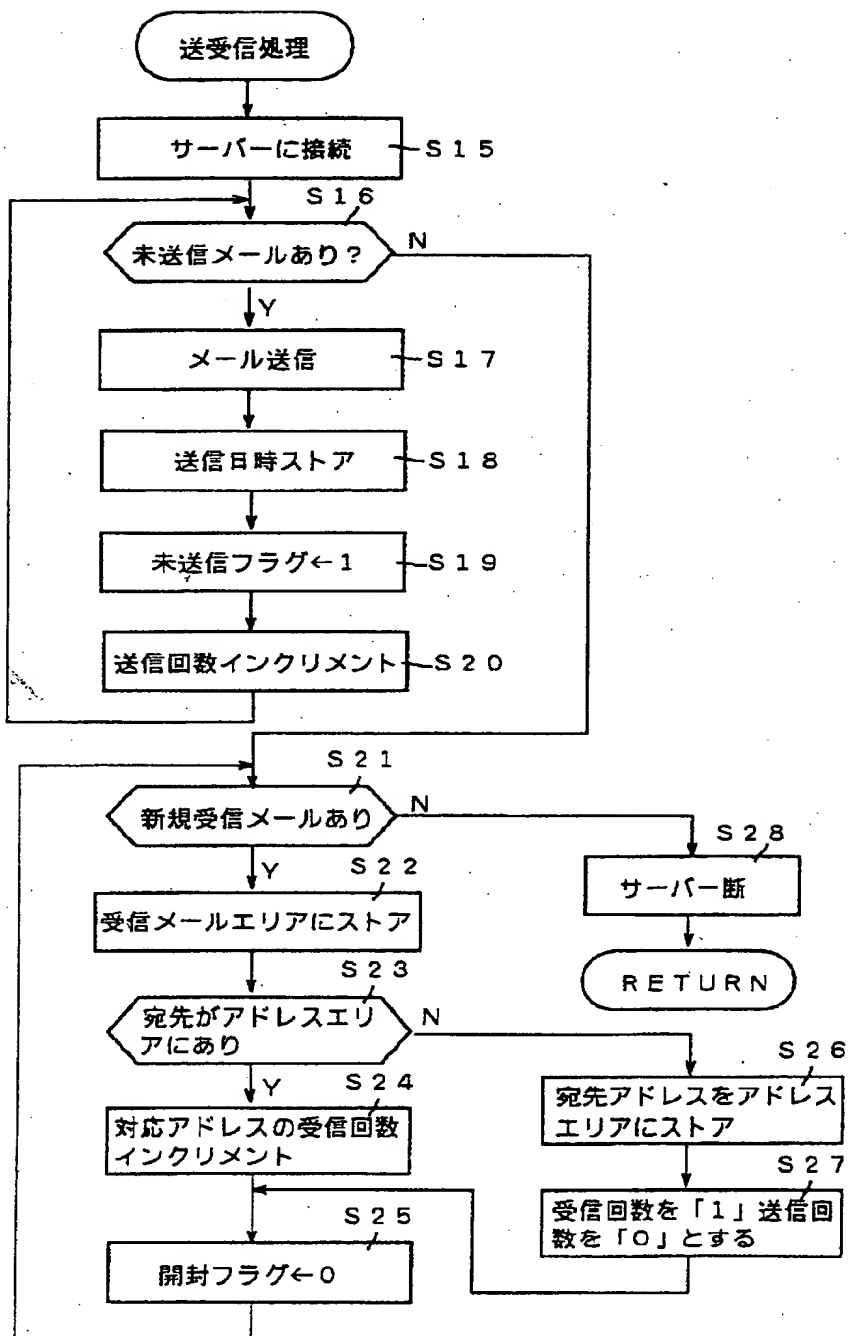 送受信処理
サーバーに接続
S15
S16
未送信メールあり？
N
Y
メール送信
S17
送信日時ストア
S18
未送信フラグ←1
S19
送信回数インクリメント
S20
S21
新規受信メールあり
N
Y
S28
サーバー断
RETURN
S22
受信メールエリアにストア
S23
宛先がアドレスエリ
アにあり
N
Y
S24
対応アドレスの受信回数
インクリメント
S26
宛先アドレスをアドレス
エリアにストア
S27
受信回数を「1」送信回
数を「0」とする
S25
開封フラグ←0